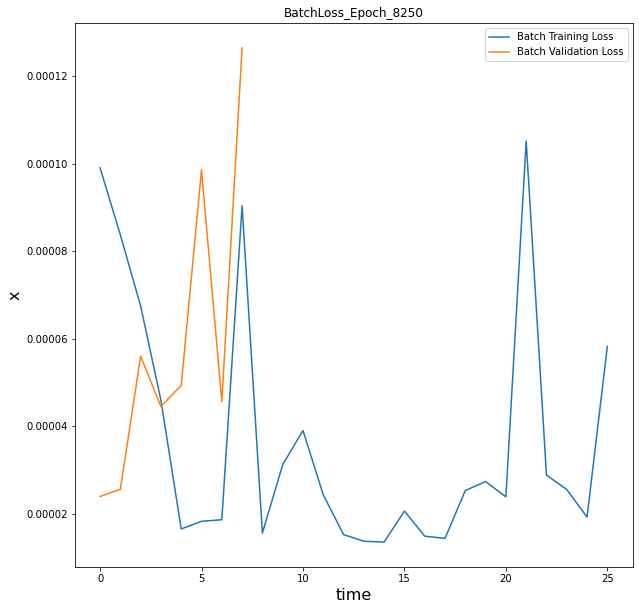 BatchLoss_Epoch_8250
Batch Training Loss
Batch Validation Loss
0.00012
0.00010
0.00008
0.00006
0.00004
0.00002
x
0 5 10 15 20 25
time